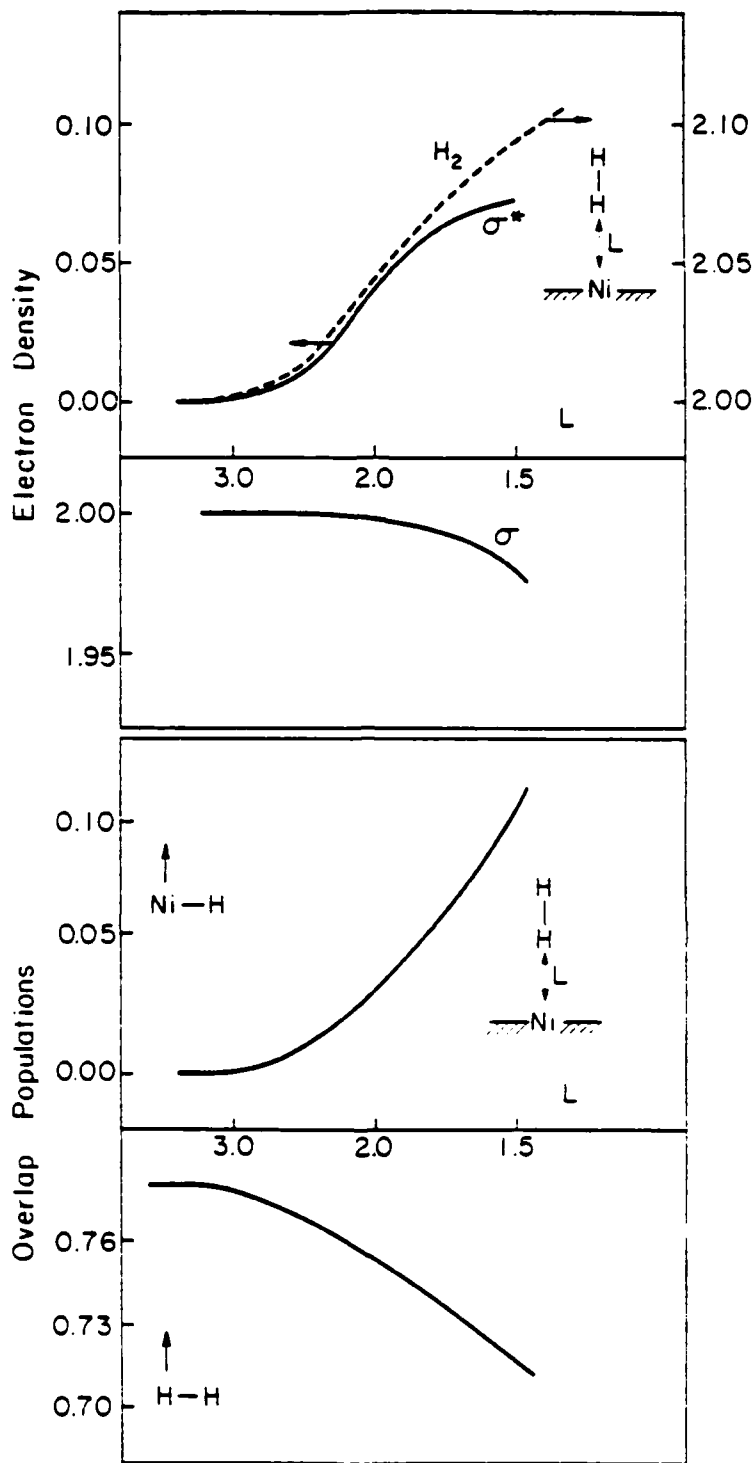 Electron Density
0.10
0.05
0.00
2.10
2.05
2.00
H₂
σ*
H
H
L
Ni
L
3.0 2.0 1.5
2.00
1.95
σ
Overlap Populations
0.10
0.05
0.00
Ni—H
H
H
L
Ni
L
3.0 2.0 1.5
0.76
0.73
0.70
H—H